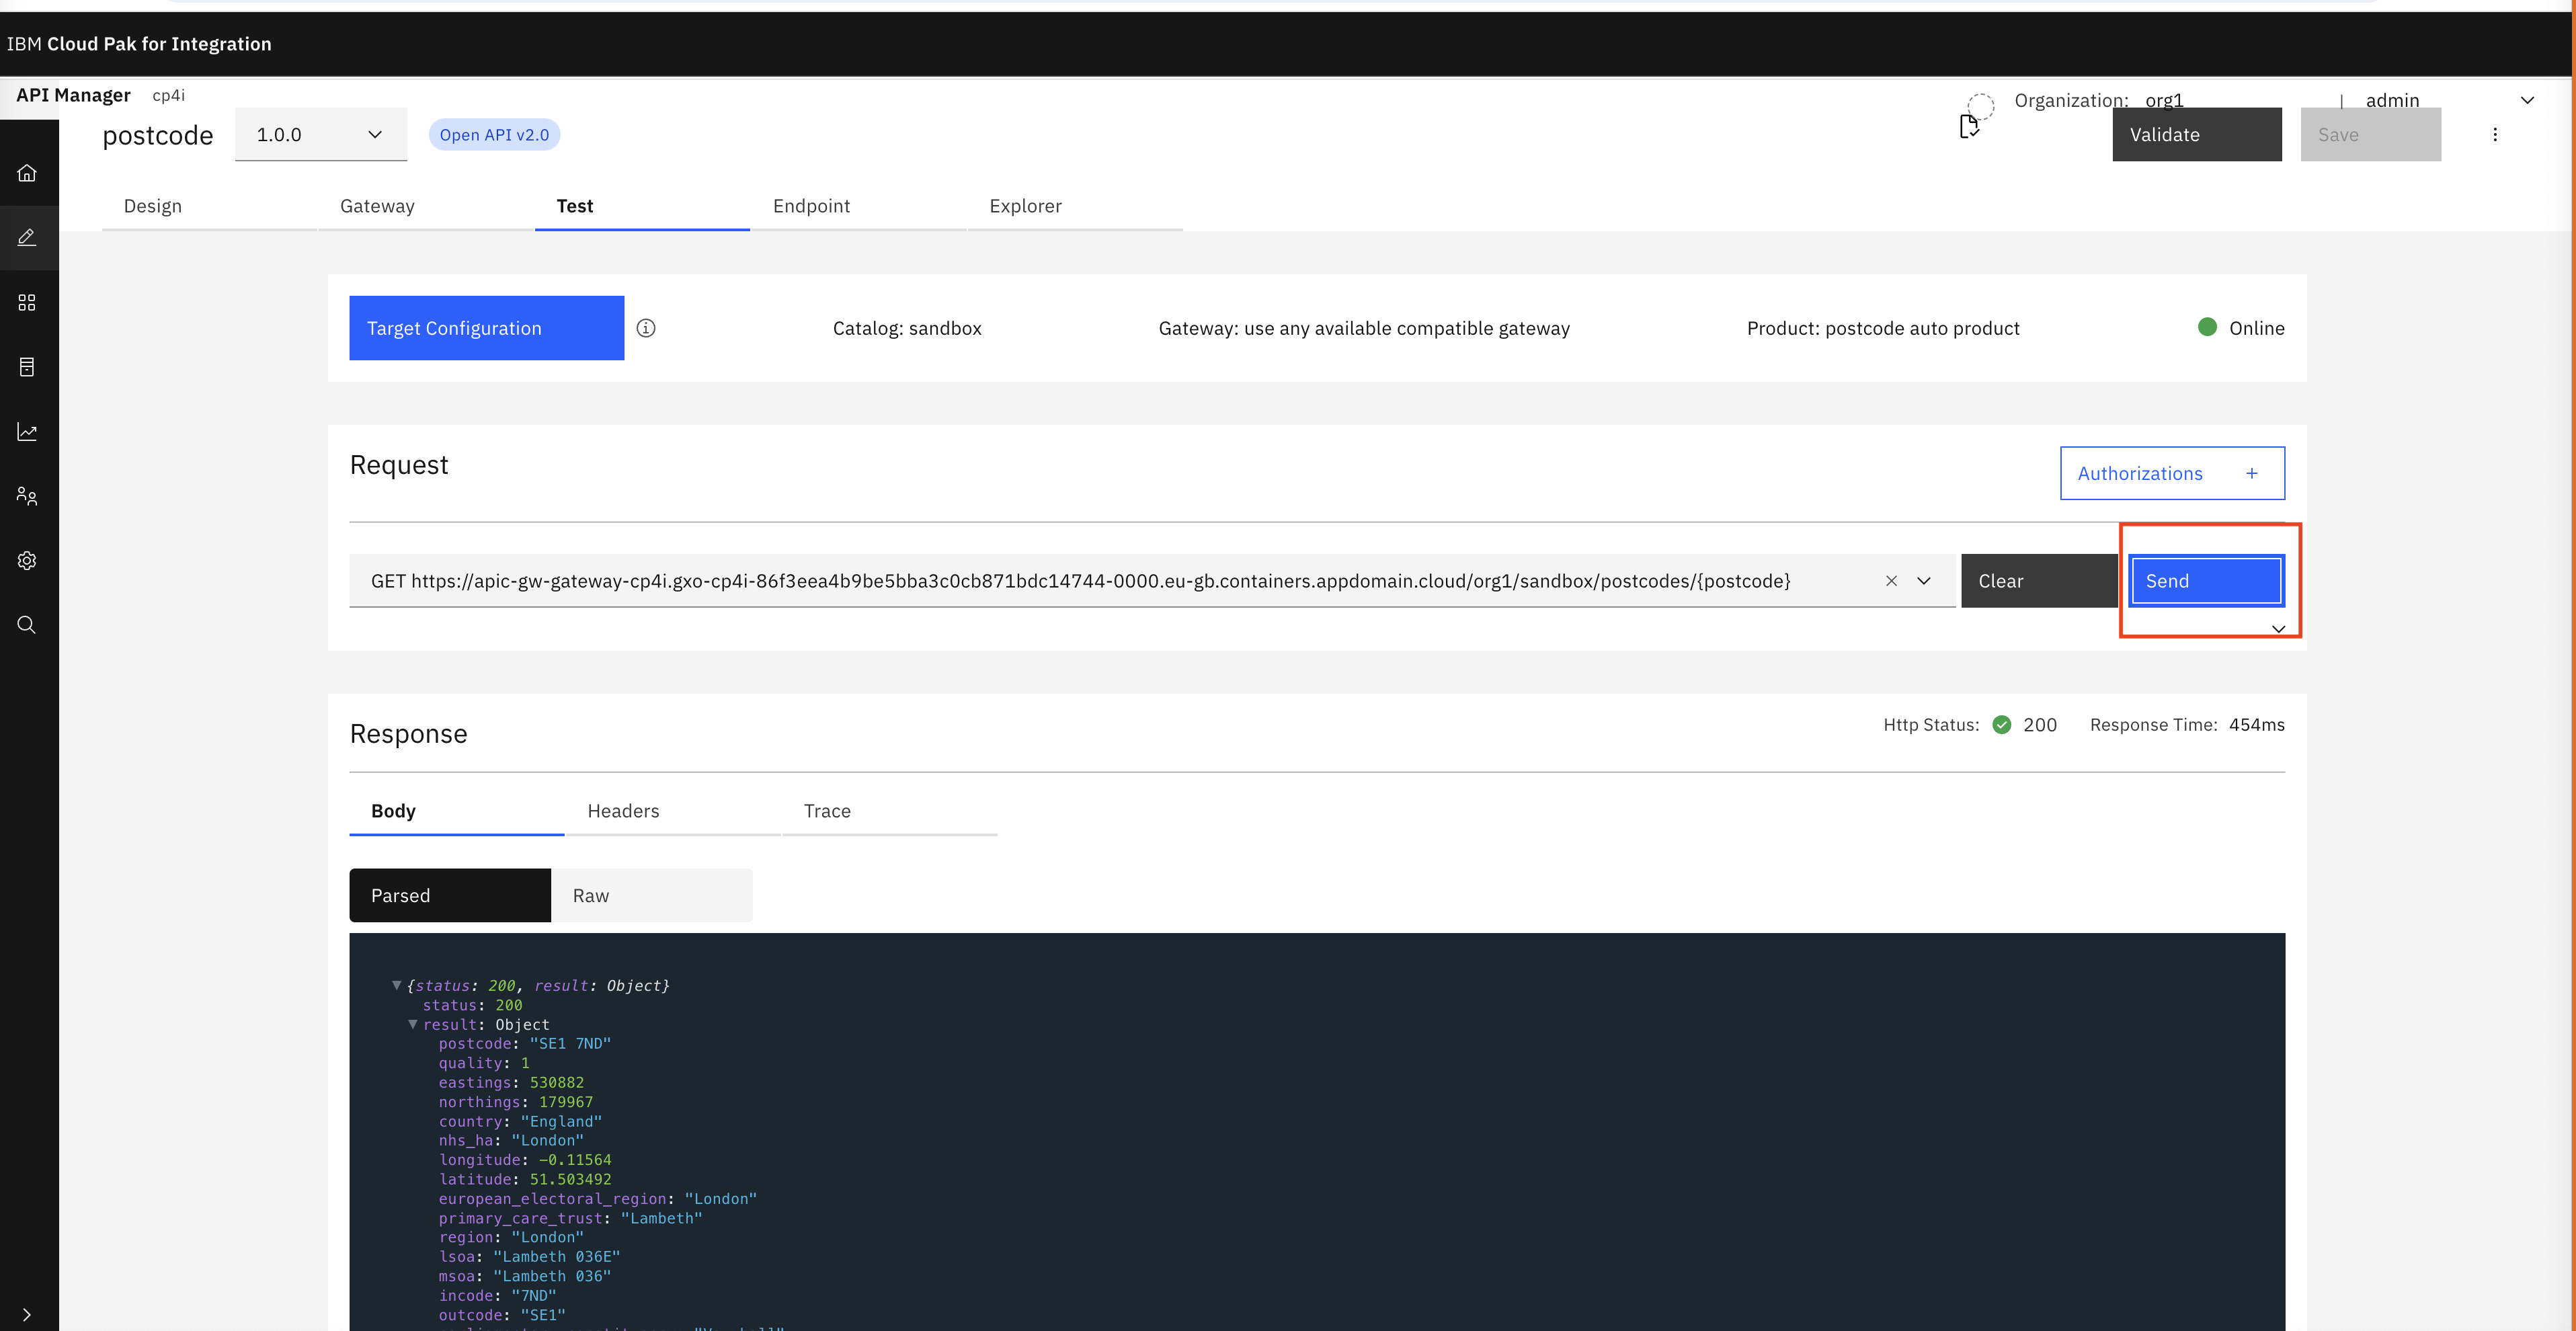 IBM Cloud Pak for Integration
API Manager cp4i
Organization: org1 | admin
postcode 1.0.0 Open API v2.0 Validate Save
Design Gateway Test Endpoint Explorer
Target Configuration Catalog: sandbox Gateway: use any available compatible gateway Product: postcode auto product Online
Request Authorizations +
GET https://apic-gw-gateway-cp4i.gxo-cp4i-86f3eea4b9be5bba3c0cb871bdc14744-0000.eu-gb.containers.appdomain.cloud/org1/sandbox/postcodes/{postcode} Clear Send
Response Http Status: 200 Response Time: 454ms
Body Headers Trace
Parsed Raw
{status: 200, result: Object}
status: 200
result: Object
postcode: "SE1 7ND"
quality: 1
eastings: 530882
northings: 179967
country: "England"
nhs_ha: "London"
longitude: -0.11564
latitude: 51.503492
european_electoral_region: "London"
primary_care_trust: "Lambeth"
region: "London"
lsoa: "Lambeth 036E"
msoa: "Lambeth 036"
incode: "7ND"
outcode: "SE1"